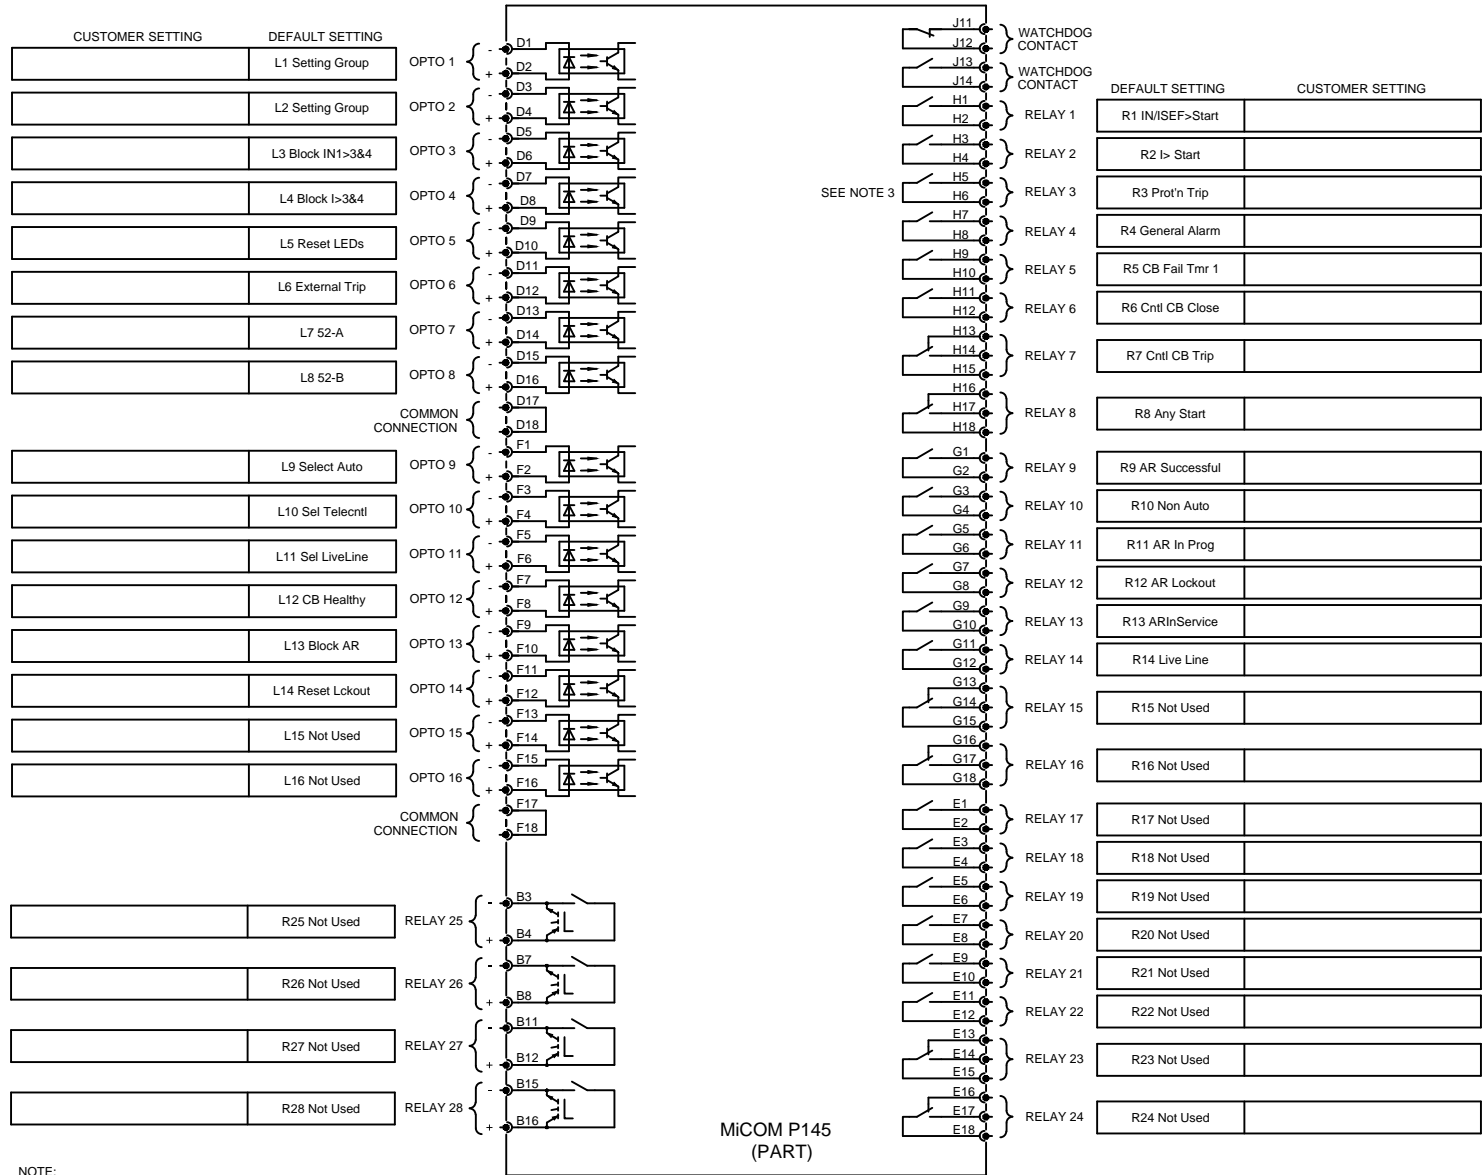 CUSTOMER SETTING DEFAULT SETTING
L1 Setting Group OPTO 1 - D1
+ D2
L2 Setting Group OPTO 2 - D3
+ D4
L3 Block IN1>3&4 OPTO 3 - D5
+ D6
L4 Block I>3&4 OPTO 4 - D7
+ D8
L5 Reset LEDs OPTO 5 - D9
+ D10
L6 External Trip OPTO 6 - D11
+ D12
L7 52-A OPTO 7 - D13
+ D14
L8 52-B OPTO 8 - D15
+ D16
COMMON CONNECTION D17
D18
L9 Select Auto OPTO 9 - F1
+ F2
L10 Sel Telecntl OPTO 10 - F3
+ F4
L11 Sel LiveLine OPTO 11 - F5
+ F6
L12 CB Healthy OPTO 12 - F7
+ F8
L13 Block AR OPTO 13 - F9
+ F10
L14 Reset Lckout OPTO 14 - F11
+ F12
L15 Not Used OPTO 15 - F13
+ F14
L16 Not Used OPTO 16 - F15
+ F16
COMMON CONNECTION F17
F18
R25 Not Used RELAY 25 - B3
+ B4
R26 Not Used RELAY 26 - B7
+ B8
R27 Not Used RELAY 27 - B11
+ B12
R28 Not Used RELAY 28 - B15
+ B16
NOTE:
MiCOM P145
(PART)
J11
J12
WATCHDOG
CONTACT
J13
J14
WATCHDOG
CONTACT
DEFAULT SETTING CUSTOMER SETTING
H1
H2 RELAY 1 R1 IN/ISEF>Start
H3
H4 RELAY 2 R2 I> Start
SEE NOTE 3
H5
H6 RELAY 3 R3 Prot'n Trip
H7
H8 RELAY 4 R4 General Alarm
H9
H10 RELAY 5 R5 CB Fail Tmr 1
H11
H12 RELAY 6 R6 Cntl CB Close
H13
H14 RELAY 7 R7 Cntl CB Trip
H15
H16
H17 RELAY 8 R8 Any Start
H18
G1
G2 RELAY 9 R9 AR Successful
G3
G4 RELAY 10 R10 Non Auto
G5
G6 RELAY 11 R11 AR In Prog
G7
G8 RELAY 12 R12 AR Lockout
G9
G10 RELAY 13 R13 ARInService
G11
G12 RELAY 14 R14 Live Line
G13
G14 RELAY 15 R15 Not Used
G15
G16
G17 RELAY 16 R16 Not Used
G18
E1
E2 RELAY 17 R17 Not Used
E3
E4 RELAY 18 R18 Not Used
E5
E6 RELAY 19 R19 Not Used
E7
E8 RELAY 20 R20 Not Used
E9
E10 RELAY 21 R21 Not Used
E11
E12 RELAY 22 R22 Not Used
E13
E14 RELAY 23 R23 Not Used
E15
E16
E17 RELAY 24 R24 Not Used
E18